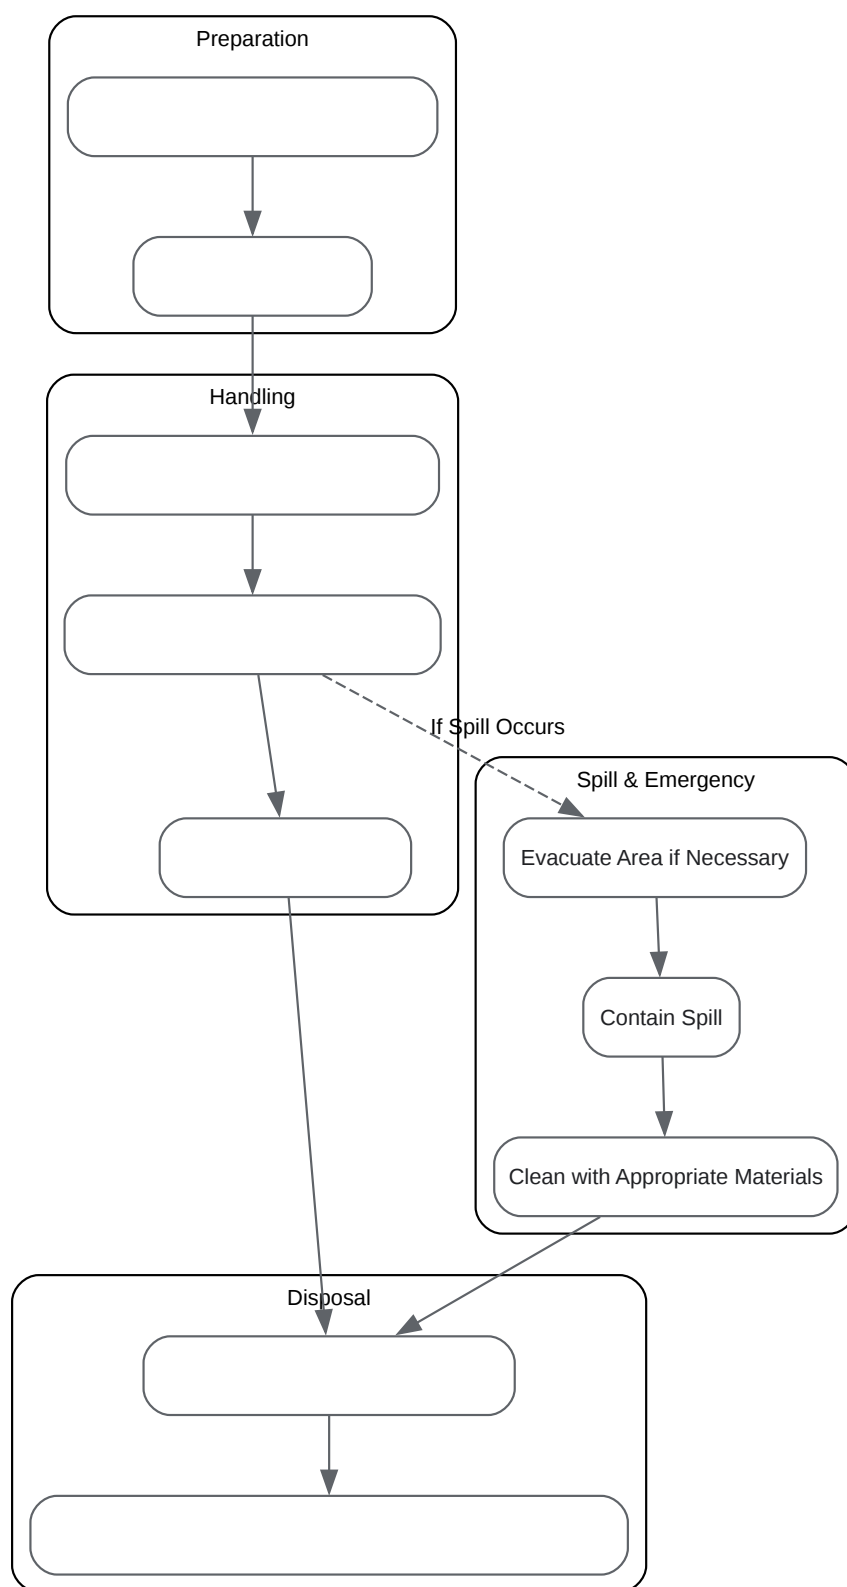 Preparation
Handling
If Spill Occurs
Spill & Emergency
Evacuate Area if Necessary
Contain Spill
Clean with Appropriate Materials
Disposal